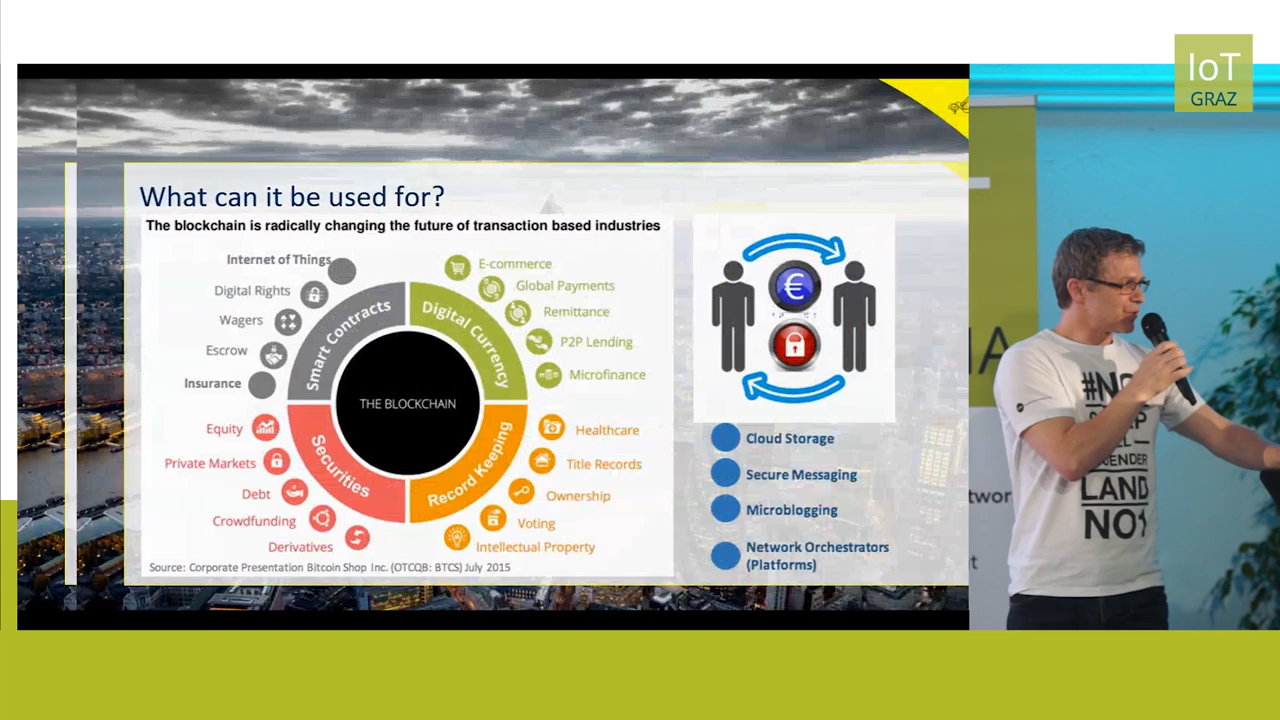 IoT
GRAZ
What can it be used for?
The blockchain is radically changing the future of transaction based industries
Internet of Things
Digital Rights
Wagers
Escrow
Insurance
Smart Contracts
E-commerce
Global Payments
Remittance
P2P Lending
Microfinance
Digital Currency
THE BLOCKCHAIN
Equity
Private Markets
Debt
Crowdfunding
Derivatives
Securities
Healthcare
Title Records
Ownership
Voting
Intellectual Property
Record Keeping
Source: Corporate Presentation Bitcoin Shop Inc. (OTCQB: BTCS) July 2015
€
Cloud Storage
Secure Messaging
Microblogging
Network Orchestrators
(Platforms)
LAND